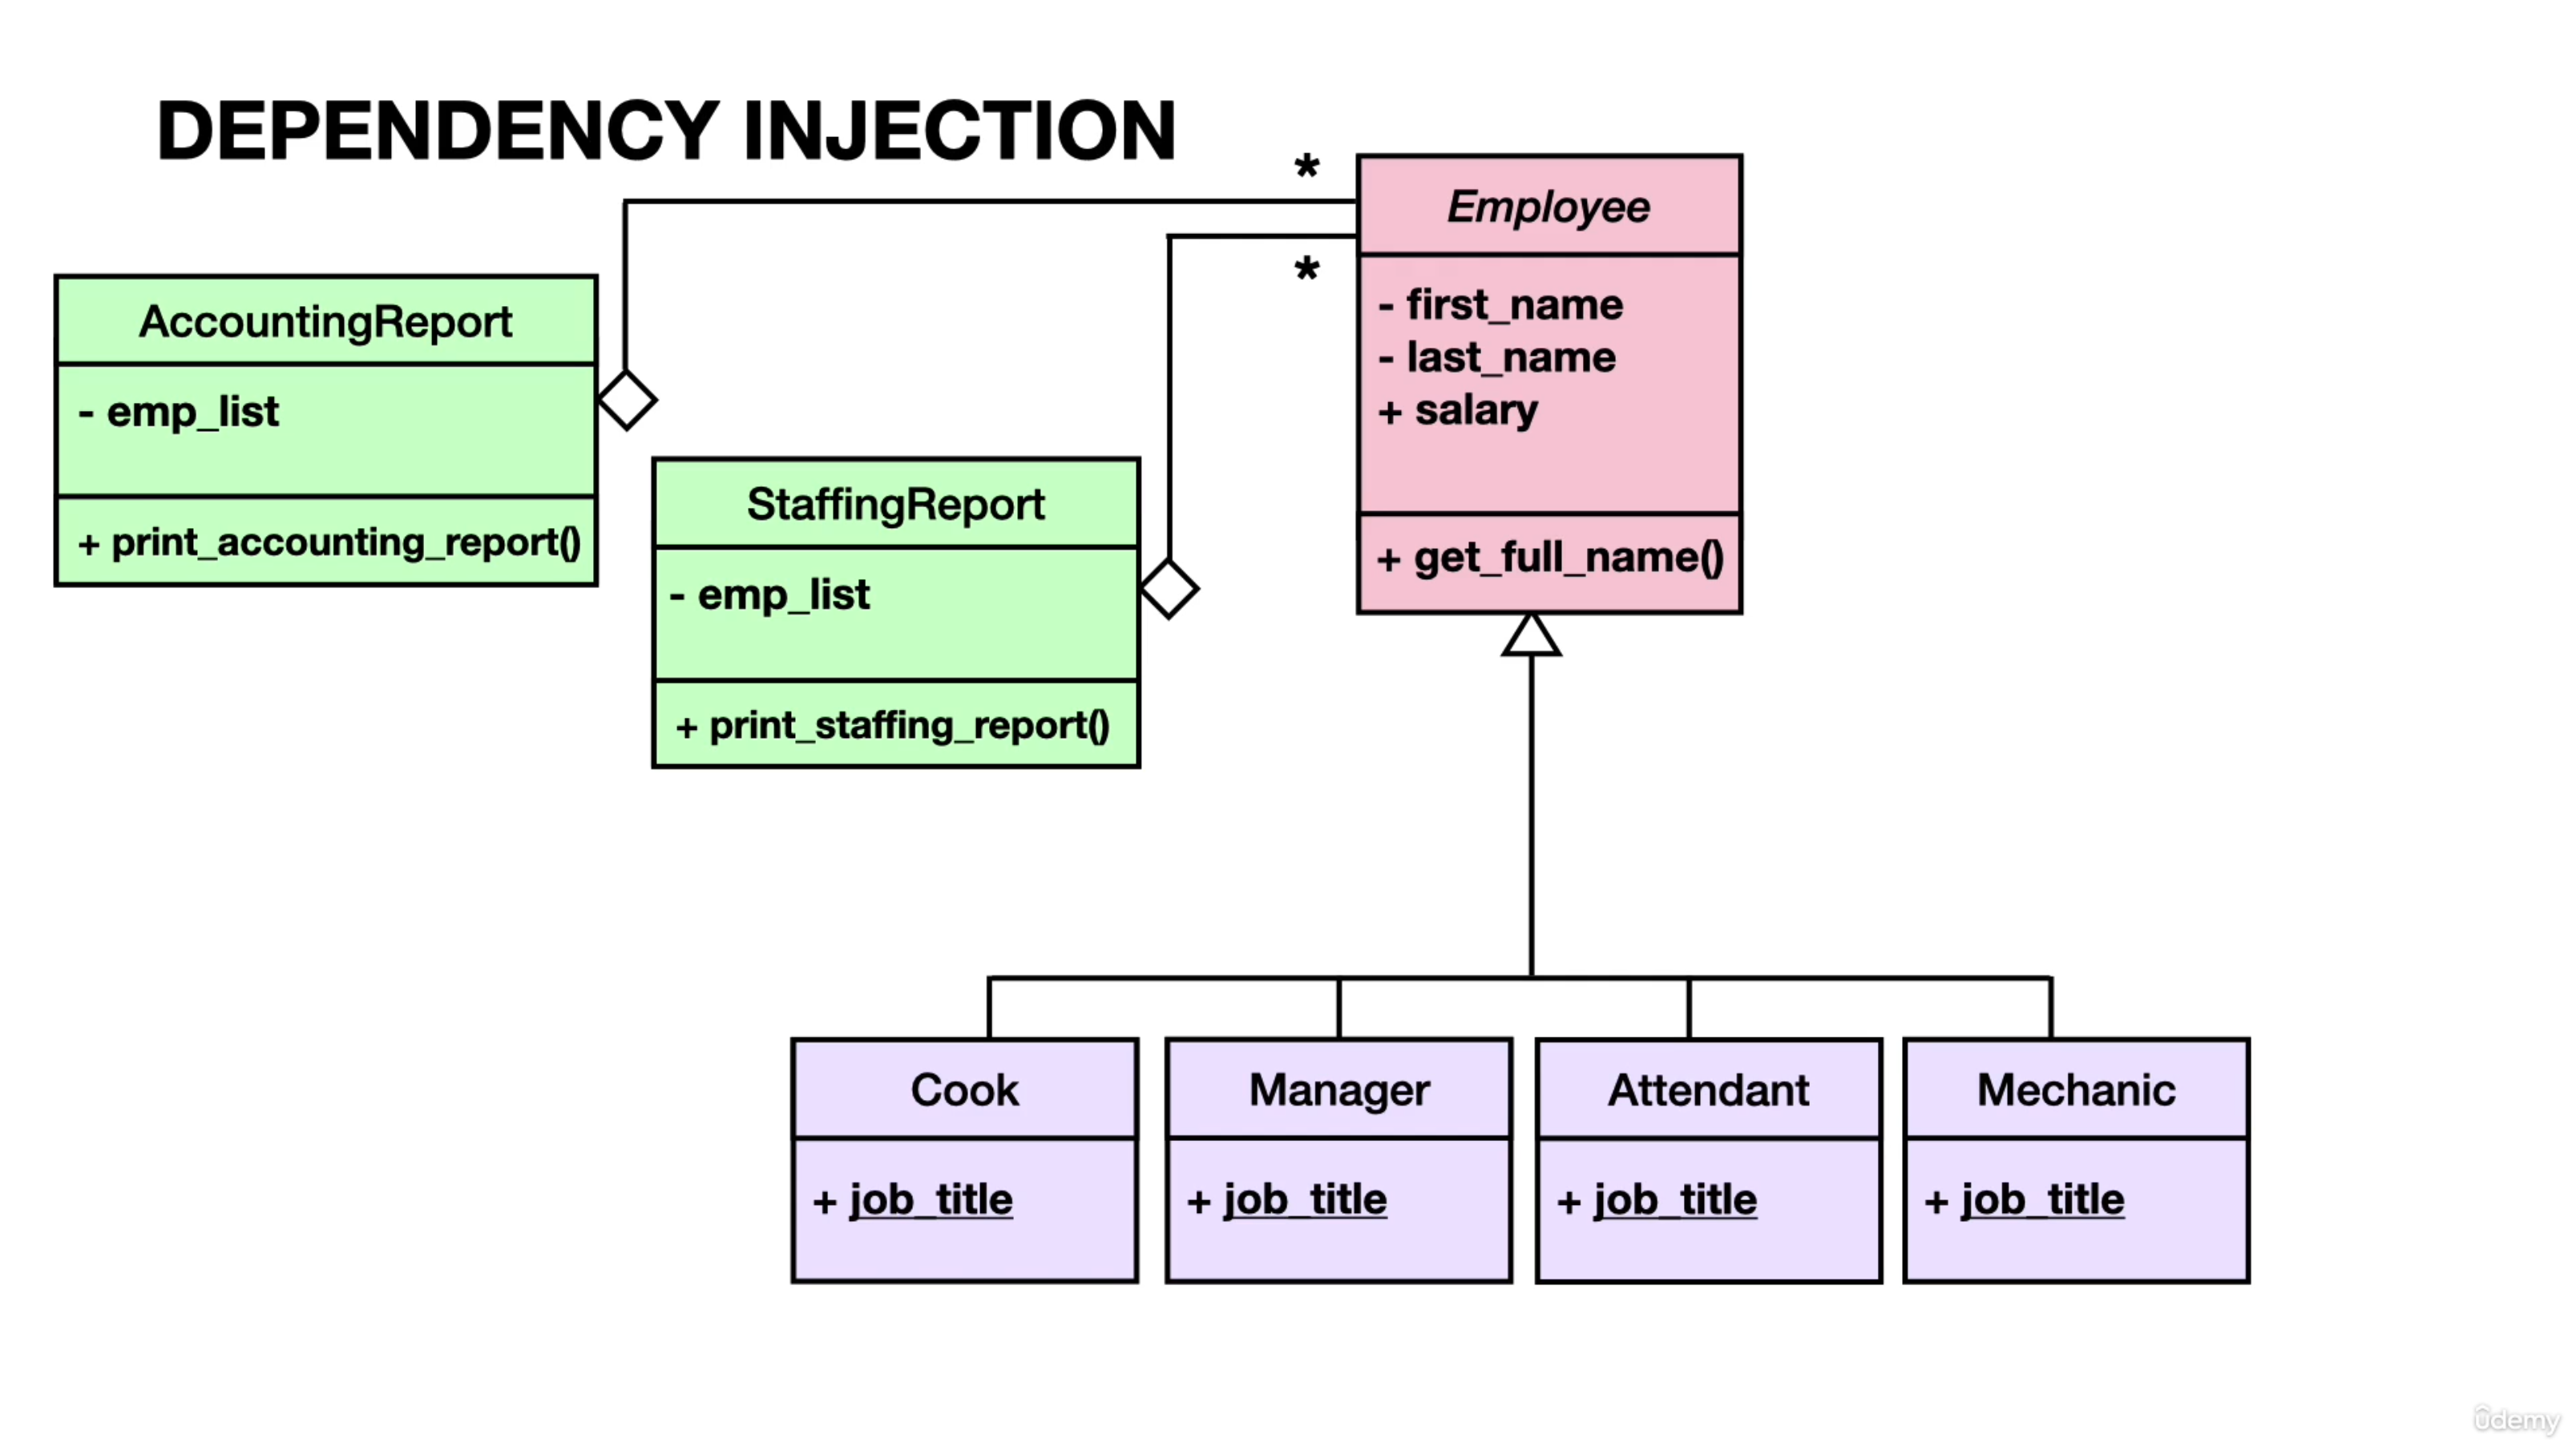 DEPENDENCY INJECTION
*
Employee
*
- first_name
- last_name
+ salary
+ get_full_name()
AccountingReport
- emp_list
+ print_accounting_report()
StaffingReport
- emp_list
+ print_staffing_report()
Cook
+ job_title
Manager
+ job_title
Attendant
+ job_title
Mechanic
+ job_title
ûdemy